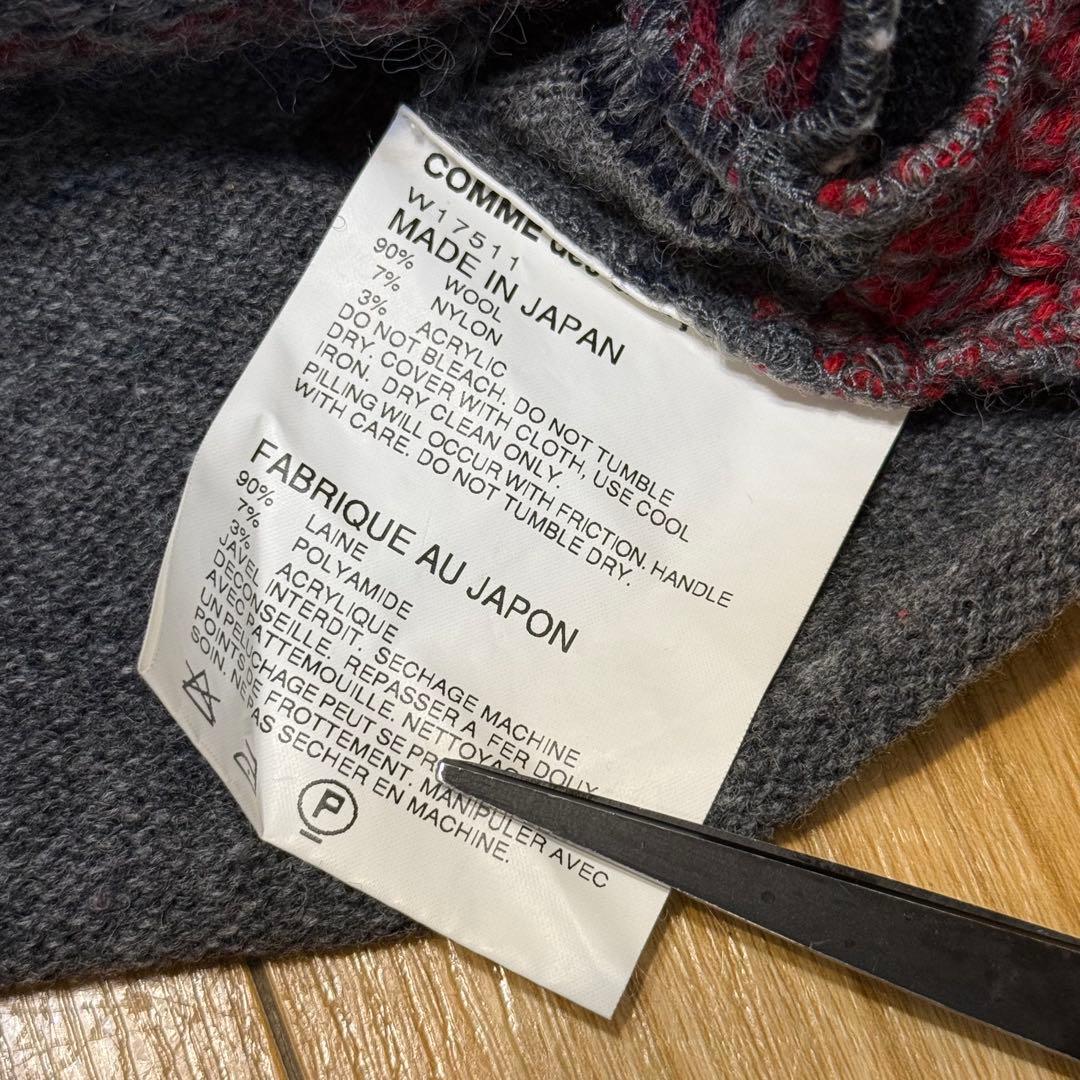 COMME des
W17511
MADE IN JAPAN
90% WOOL
7% NYLON
3% ACRYLIC
DO NOT BLEACH. DO NOT TUMBLE
DRY. COVER WITH CLOTH, USE COOL
IRON. DRY CLEAN ONLY.
PILLING WILL OCCUR WITH FRICTION. HANDLE
WITH CARE. DO NOT TUMBLE DRY.
FABRIQUE AU JAPON
90% LAINE
7% POLYAMIDE
3% ACRYLIQUE
JAVEL INTERDIT. SECHAGE MACHINE
DECONSEILLE. REPASSER A FER DOUX
AVEC PATTEMOUILLE.
UN PELUCHAGE PEUT SE
POINTS DE FROTTEMENT. MANIPULER AVEC
SOIN. NE PAS SECHER EN MACHINE.
P